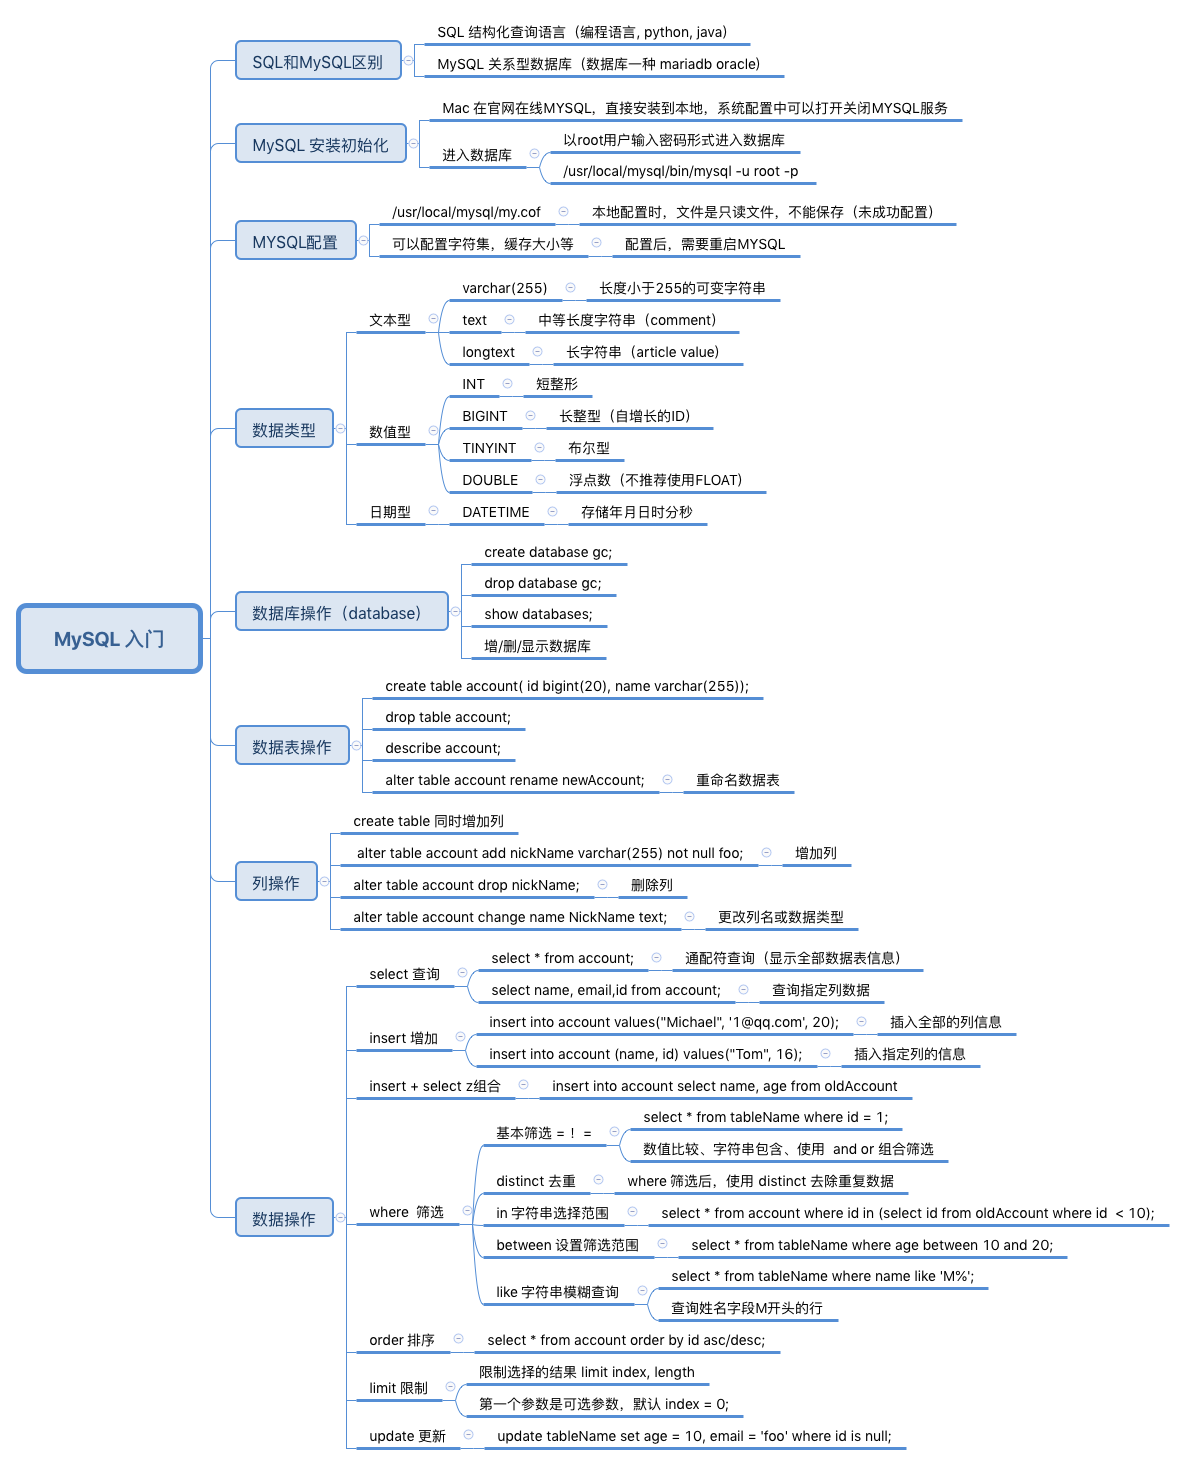 MySQL 入门
SQL和MySQL区别
SQL 结构化查询语言（编程语言, python, java）
MySQL 关系型数据库（数据库一种 mariadb oracle）
MySQL 安装初始化
Mac 在官网在线MYSQL，直接安装到本地，系统配置中可以打开关闭MYSQL服务
进入数据库
以root用户输入密码形式进入数据库
/usr/local/mysql/bin/mysql -u root -p
MYSQL配置
/usr/local/mysql/my.cof
本地配置时，文件是只读文件，不能保存（未成功配置）
可以配置字符集，缓存大小等
配置后，需要重启MYSQL
数据类型
文本型
varchar(255)
长度小于255的可变字符串
text
中等长度字符串（comment）
longtext
长字符串（article value）
数值型
INT
短整形
BIGINT
长整型（自增长的ID）
TINYINT
布尔型
DOUBLE
浮点数（不推荐使用FLOAT）
日期型
DATETIME
存储年月日时分秒
数据库操作（database）
create database gc;
drop database gc;
show databases;
增/删/显示数据库
数据表操作
create table account( id bigint(20), name varchar(255));
drop table account;
describe account;
alter table account rename newAccount;
重命名数据表
列操作
create table 同时增加列
alter table account add nickName varchar(255) not null foo;
增加列
alter table account drop nickName;
删除列
alter table account change name NickName text;
更改列名或数据类型
数据操作
select 查询
select * from account;
通配符查询（显示全部数据表信息）
select name, email,id from account;
查询指定列数据
insert 增加
insert into account values("Michael", '1@qq.com', 20);
插入全部的列信息
insert into account (name, id) values("Tom", 16);
插入指定列的信息
insert + select z组合
insert into account select name, age from oldAccount
where  筛选
基本筛选 = ！ =
select * from tableName where id = 1;
数值比较、字符串包含、使用  and or 组合筛选
distinct 去重
where 筛选后，使用 distinct 去除重复数据
in 字符串选择范围
select * from account where id in (select id from oldAccount where id  < 10);
between 设置筛选范围
select * from tableName where age between 10 and 20;
like 字符串模糊查询
select * from tableName where name like 'M%';
查询姓名字段M开头的行
order 排序
select * from account order by id asc/desc;
limit 限制
限制选择的结果 limit index, length
第一个参数是可选参数，默认 index = 0;
update 更新
update tableName set age = 10, email = 'foo' where id is null;